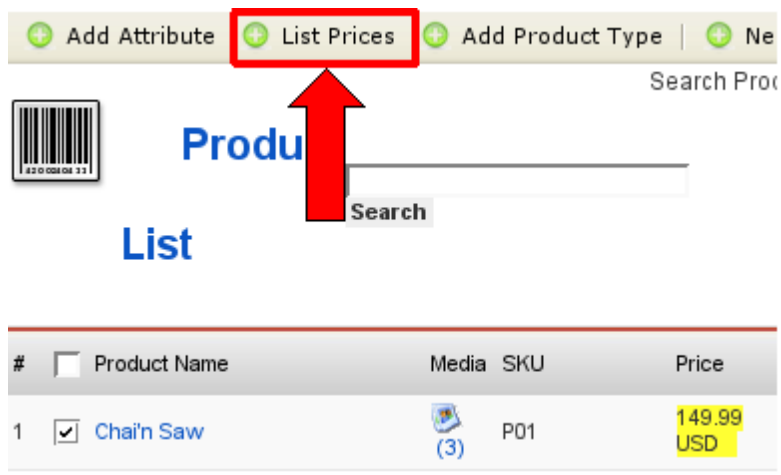 Add Attribute List Prices Add Product Type | Ne
Search Proc
Produ
Search
List
# Product Name Media SKU Price
1 Chai'n Saw (3) P01 149.99 USD